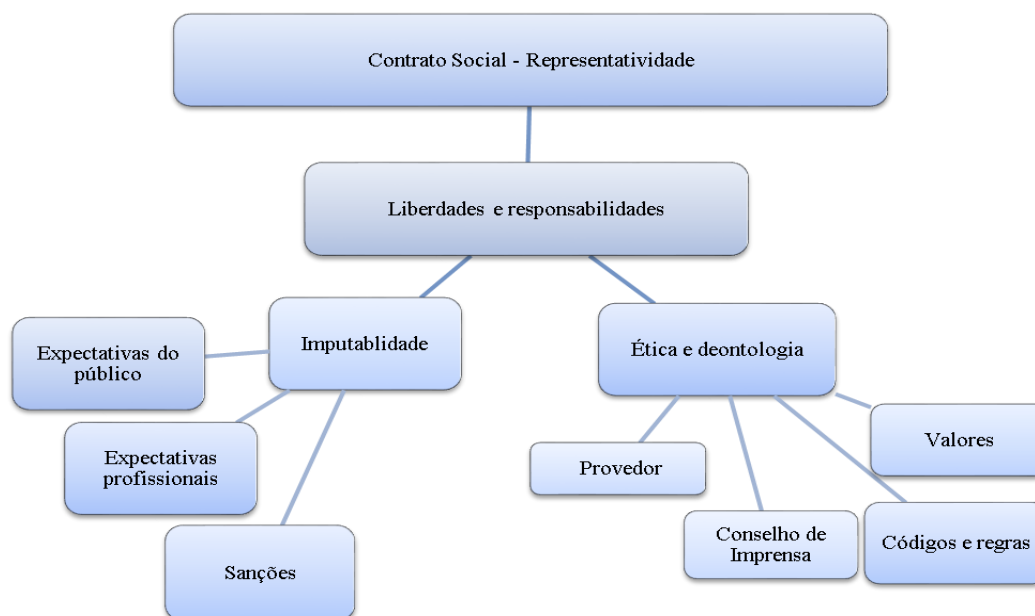 Contrato Social - Representatividade
Liberdades e responsabilidades
Imputablidade
Ética e deontologia
Expectativas do
público
Expectativas
profissionais
Sanções
Provedor
Conselho de
Imprensa
Códigos e regras
Valores